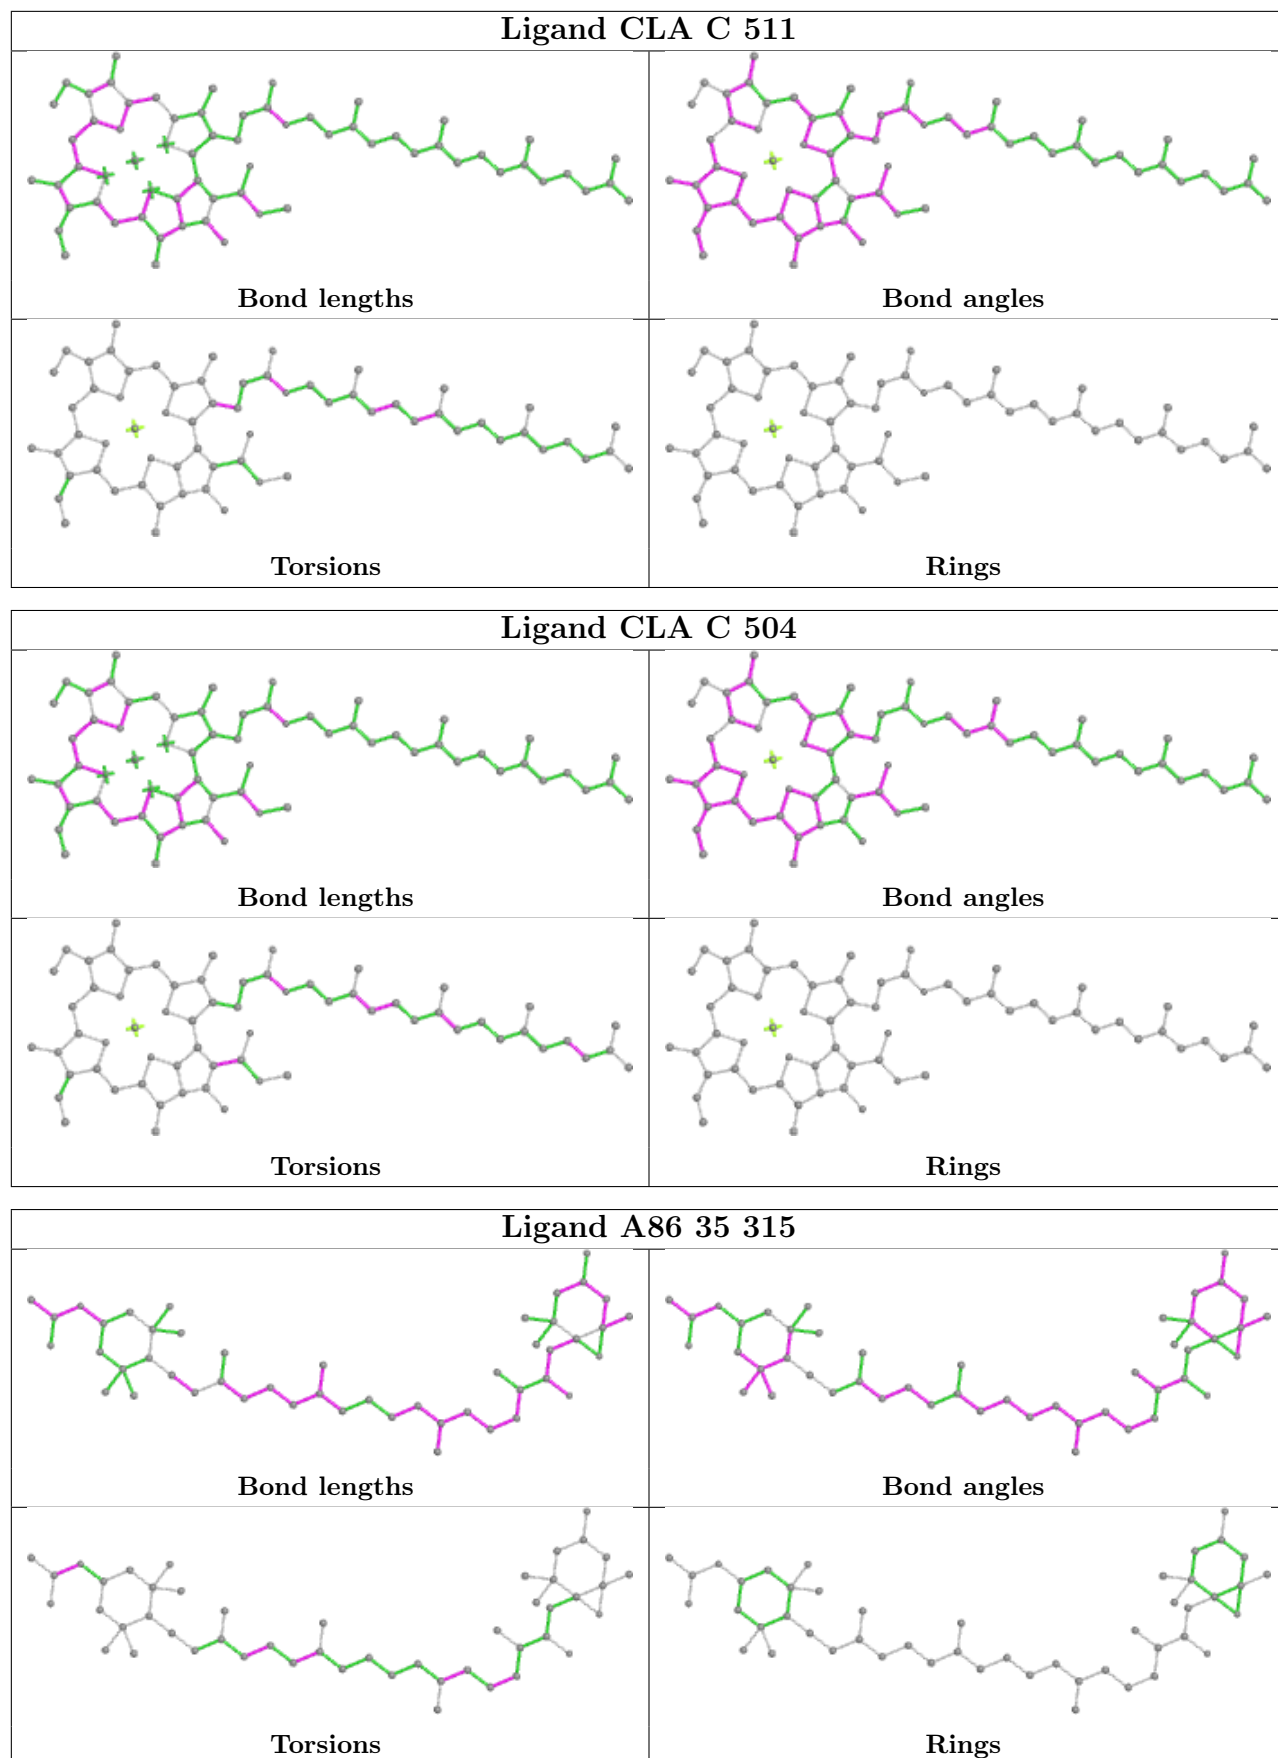 Ligand CLA C 511
Bond lengths
Bond angles
Torsions
Rings
Ligand CLA C 504
Bond lengths
Bond angles
Torsions
Rings
Ligand A86 35 315
Bond lengths
Bond angles
Torsions
Rings